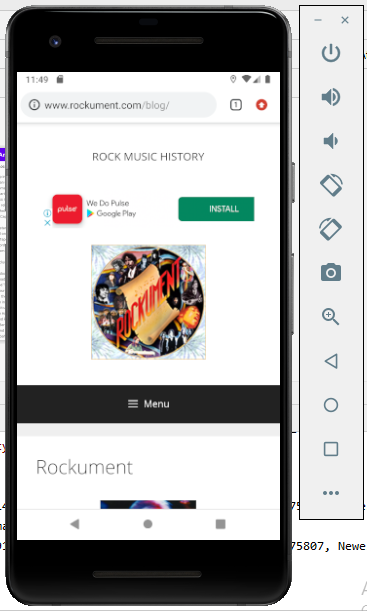 11:49
www.rockument.com/blog/
1
ROCK MUSIC HISTORY
pulse
We Do Pulse
Google Play
INSTALL
ROCKUMENT
Menu
Rockument
75807, Newe